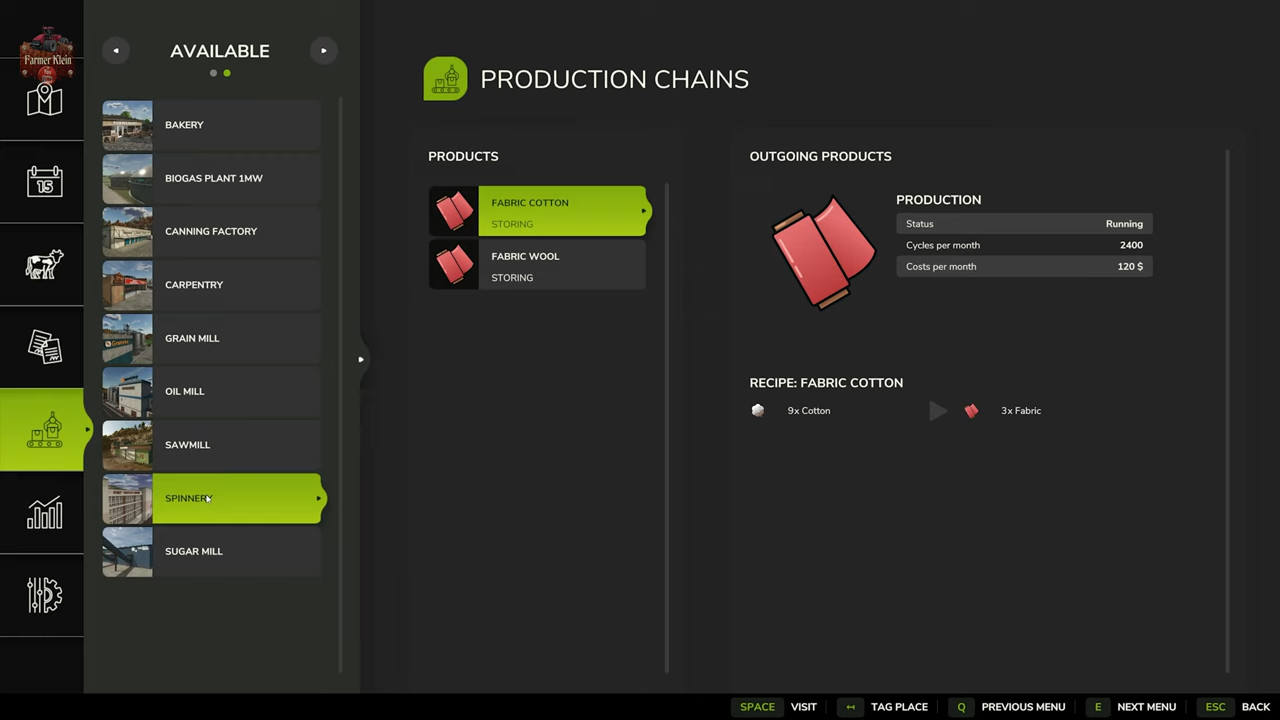 Farmer Klein
You
15
AVAILABLE
BAKERY
BIOGAS PLANT 1MW
CANNING FACTORY
CARPENTRY
GRAIN MILL
OIL MILL
SAWMILL
SPINNERY
SUGAR MILL
PRODUCTION CHAINS
PRODUCTS
FABRIC COTTON
STORING
FABRIC WOOL
STORING
OUTGOING PRODUCTS
PRODUCTION
Status Running
Cycles per month 2400
Costs per month 120 $
RECIPE: FABRIC COTTON
9x Cotton 3x Fabric
SPACE VISIT TAG PLACE Q PREVIOUS MENU E NEXT MENU ESC BACK